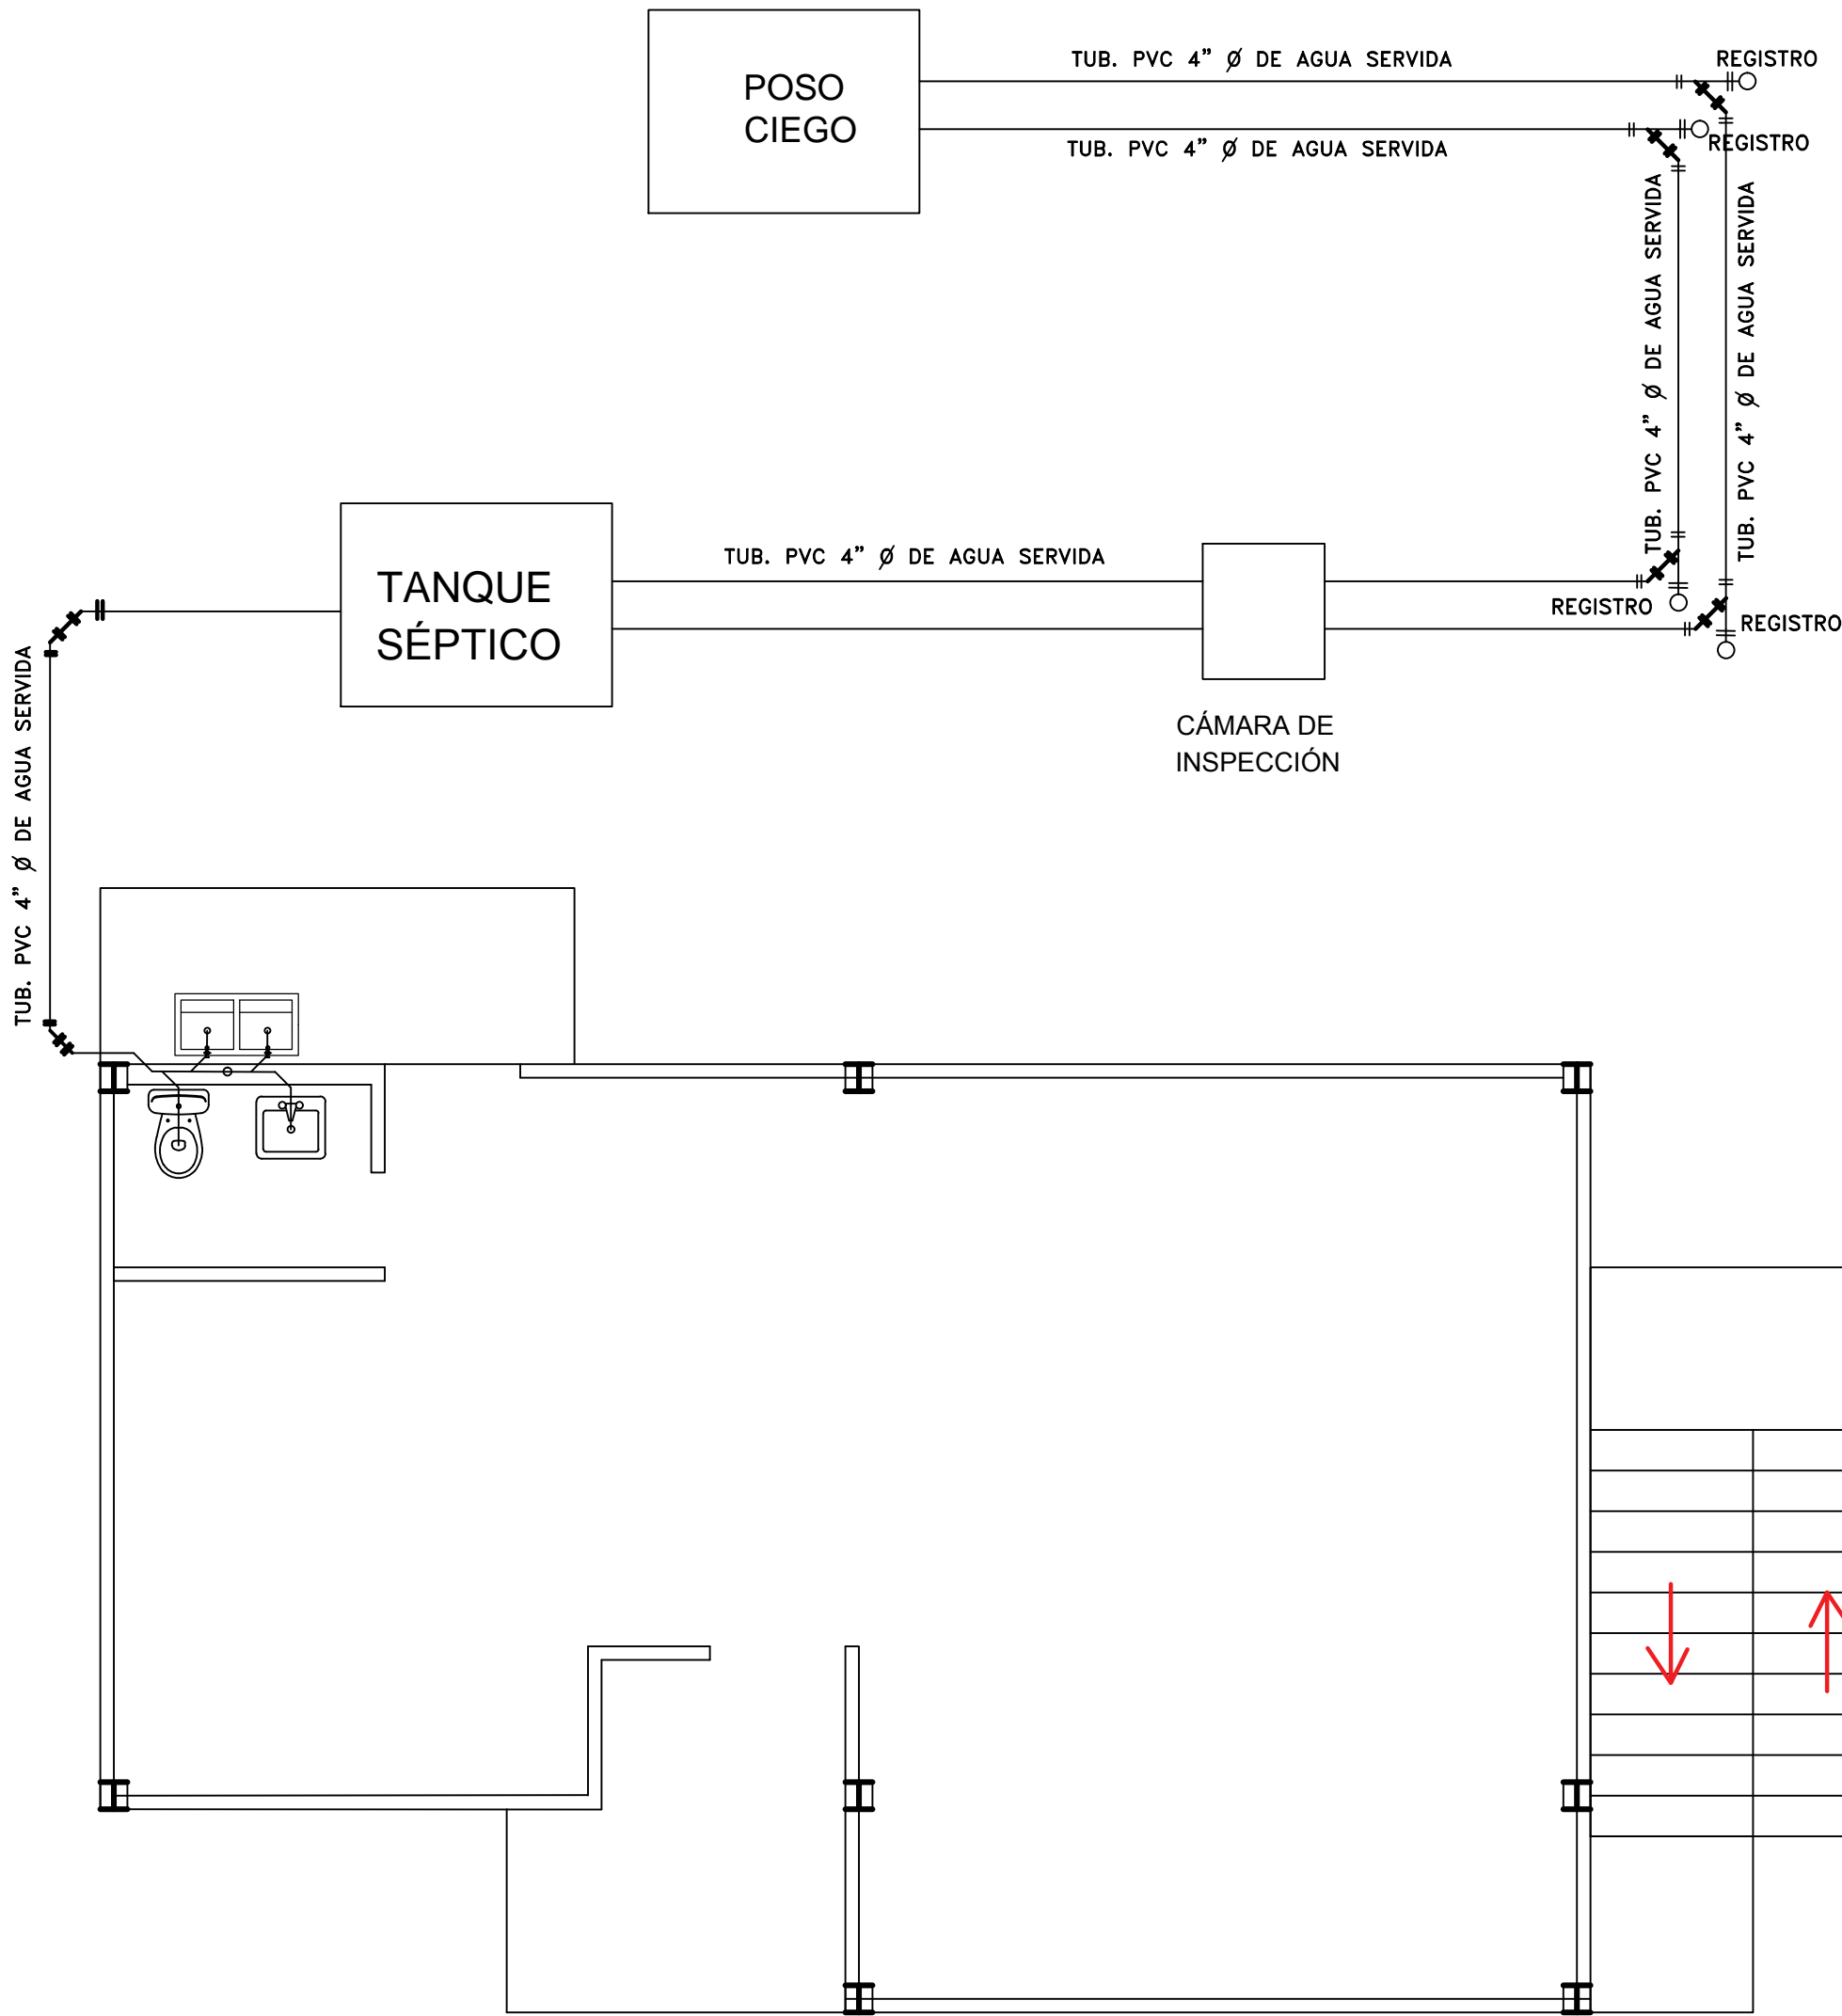 TUB. PVC 4" Ø DE AGUA SERVIDA
REGISTRO
POSO
CIEGO
TUB. PVC 4" Ø DE AGUA SERVIDA
REGISTRO
TUB. PVC 4" Ø DE AGUA SERVIDA
TUB. PVC 4" Ø DE AGUA SERVIDA
TUB. PVC 4" Ø DE AGUA SERVIDA
TANQUE
SÉPTICO
REGISTRO
REGISTRO
CÁMARA DE
INSPECCIÓN
TUB. PVC 4" Ø DE AGUA SERVIDA